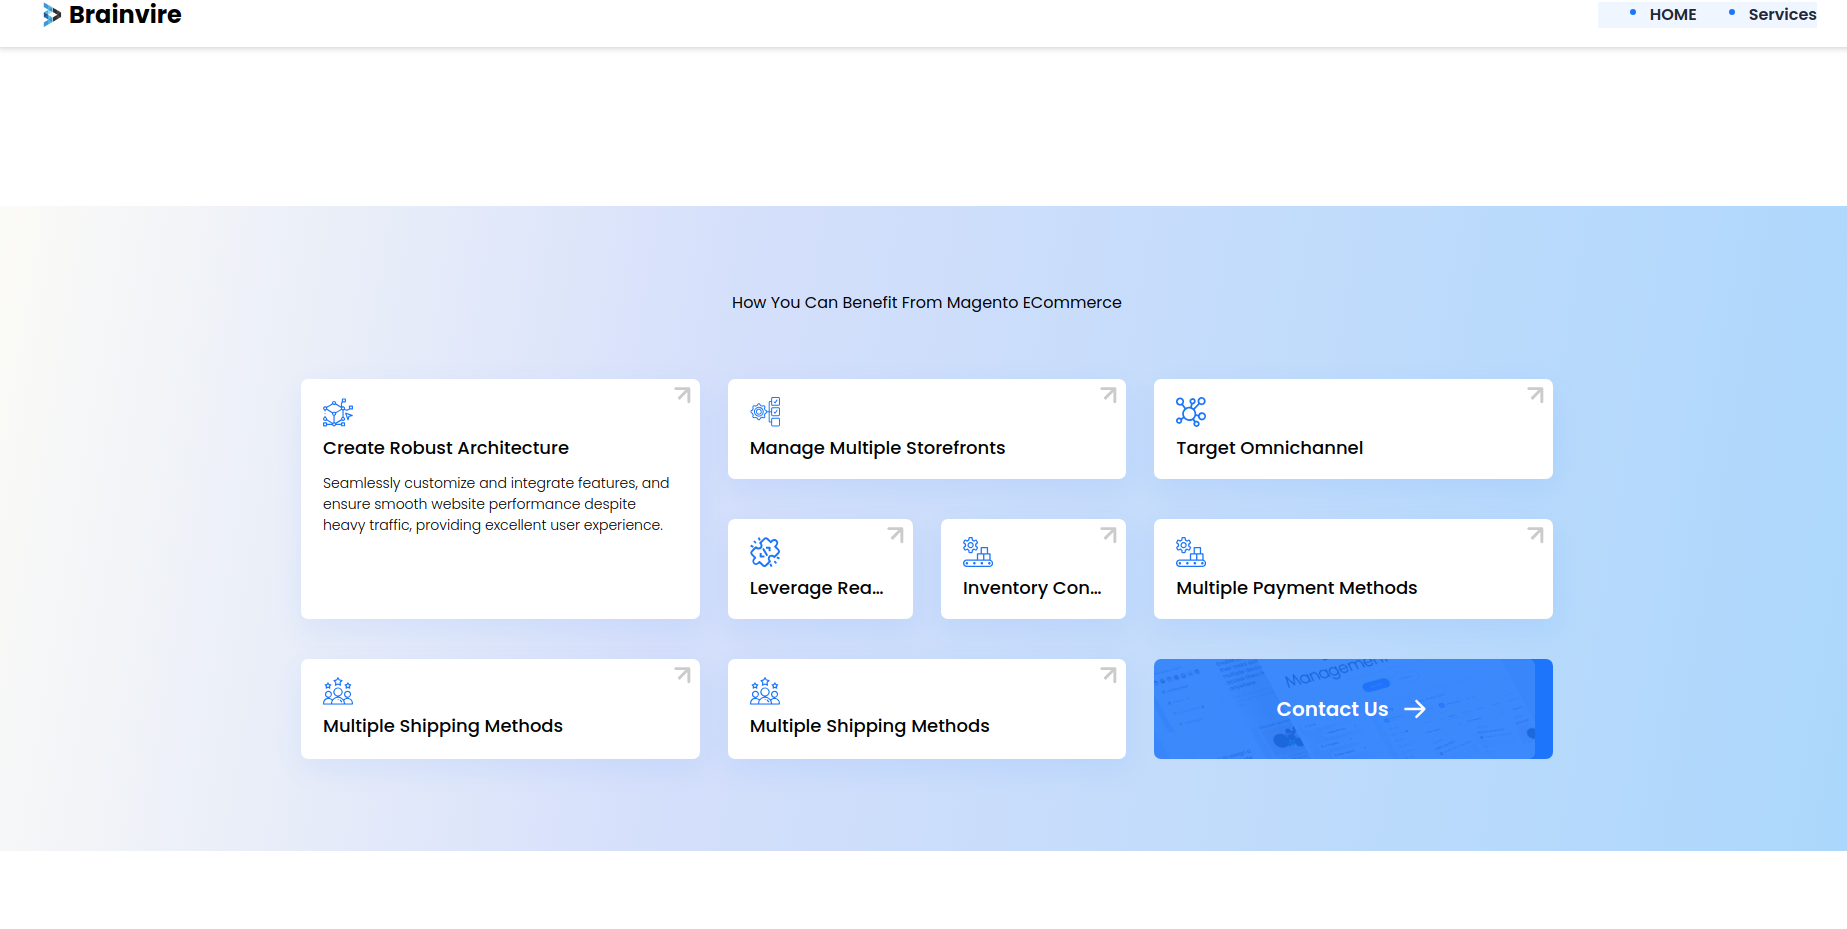 Brainvire
HOME
Services
How You Can Benefit From Magento ECommerce
Create Robust Architecture
Seamlessly customize and integrate features, and
ensure smooth website performance despite
heavy traffic, providing excellent user experience.
Manage Multiple Storefronts
Target Omnichannel
Leverage Rea...
Inventory Con...
Multiple Payment Methods
Multiple Shipping Methods
Multiple Shipping Methods
Management
Contact Us